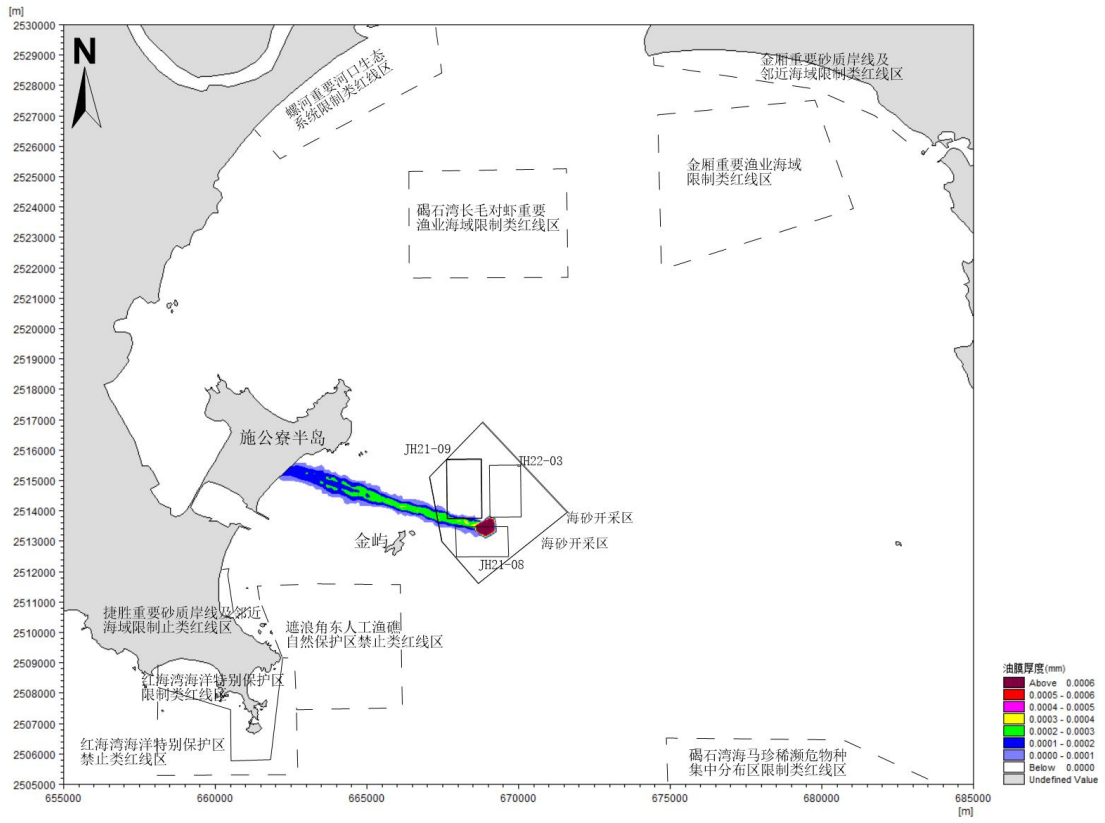 [m]
2530000
2529000
2528000
2527000
2526000
2525000
2524000
2523000
2522000
2521000
2520000
2519000
2518000
2517000
2516000
2515000
2514000
2513000
2512000
2511000
2510000
2509000
2508000
2507000
2506000
2505000
N
螺河重要河口生态
系统限制类红线区
金厢重要砂质岸线及
邻近海域限制类红线区
金厢重要渔业海域
限制类红线区
碣石湾长毛对虾重要
渔业海域限制类红线区
施公寮半岛
JH21-09
JH22-03
海砂开采区
海砂开采区
金屿
JH21-08
捷胜重要砂质岸线及邻近
海域限制止类红线区
遮浪角东人工渔礁
自然保护区禁止类红线区
红海湾海洋特别保护区
限制类红线区
红海湾海洋特别保护区
禁止类红线区
碣石湾海马珍稀濒危物种
集中分布区限制类红线区
655000
660000
665000
670000
675000
680000
685000
[m]
油膜厚度(mm)
Above 0.0006
0.0005 - 0.0006
0.0004 - 0.0005
0.0003 - 0.0004
0.0002 - 0.0003
0.0001 - 0.0002
0.0000 - 0.0001
Below 0.0000
Undefined Value